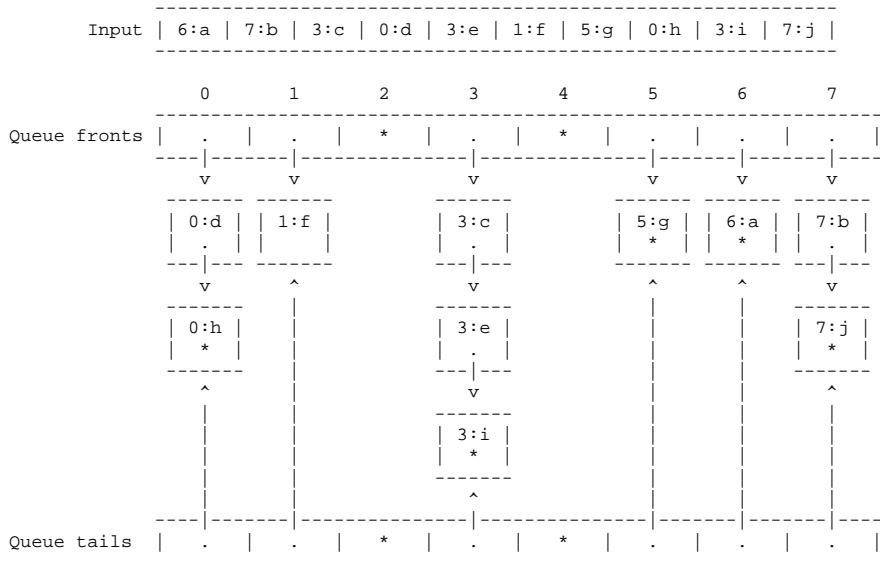 Input | 6:a | 7:b | 3:c | 0:d | 3:e | 1:f | 5:g | 0:h | 3:i | 7:j |
0 1 2 3 4 5 6 7
Queue fronts | . | . | * | . | * | . | . | . |
v v v v v v
| 0:d | | 1:f | | 3:c | | 5:g | | 6:a | | 7:b |
| . | | | | . | | * | | * | | . |
v ^ v ^ ^ v
| 0:h | | 3:e | | 7:j |
| * | | . | | * |
^ v ^
| 3:i |
| * |
^
Queue tails | . | . | * | . | * | . | . | . |